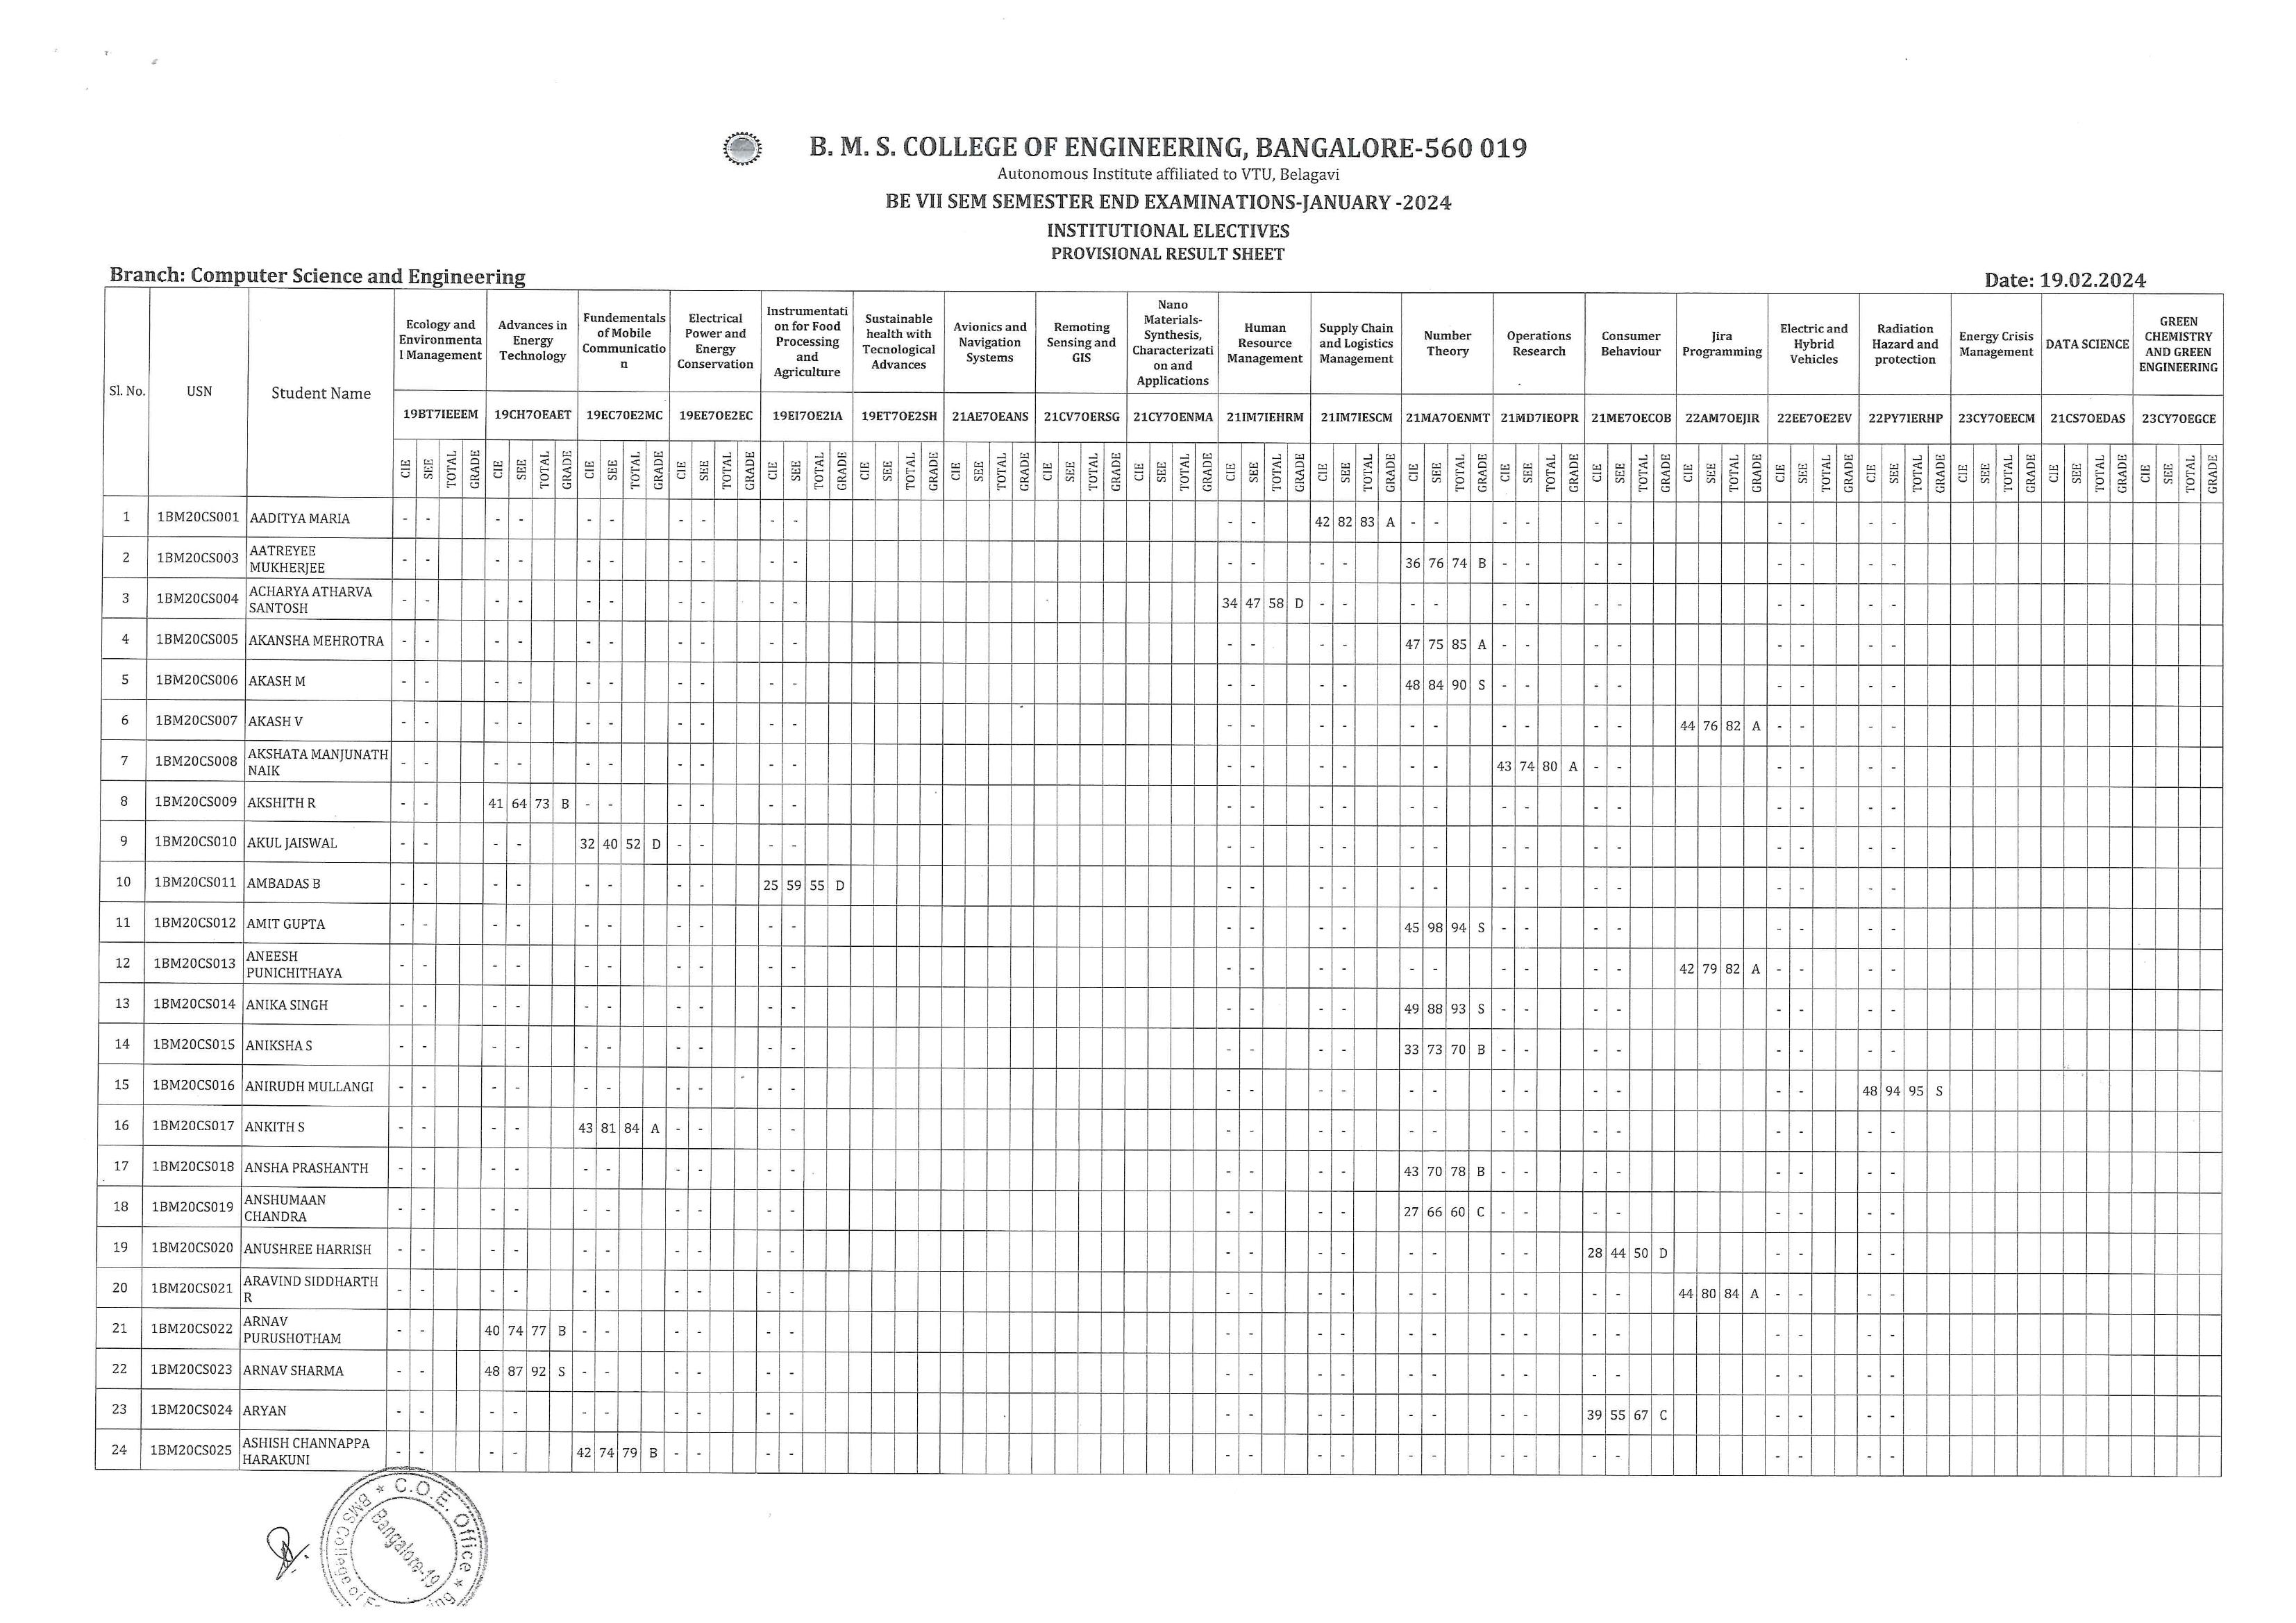 B. M. S. COLLEGE OF ENGINEERING, BANGALORE-560 019
Autonomous Institute affiliated to VTU, Belagavi
BE VII SEM SEMESTER END EXAMINATIONS-JANUARY -2024
INSTITUTIONAL ELECTIVES
PROVISIONAL RESULT SHEET
Branch: Computer Science and Engineering Date: 19.02.2024
Sl. No. USN Student Name
Ecology and Environmenta l Management
Advances in Energy Technology
Fundementals of Mobile Communicatio n
Electrical Power and Energy Conservation
Instrumentati on for Food Processing and Agriculture
Sustainable health with Tecnological Advances
Avionics and Navigation Systems
Remoting Sensing and GIS
Nano Materials-Synthesis, Characterizati on and Applications
Human Resource Management
Supply Chain and Logistics Management
Number Theory
Operations Research
Consumer Behaviour
Jira Programming
Electric and Hybrid Vehicles
Radiation Hazard and protection
Energy Crisis Management
DATA SCIENCE
GREEN CHEMISTRY AND GREEN ENGINEERING
19BT7IEEEM 19CH7OEAET 19EC7OE2MC 19EE7OE2EC 19EI7OE2IA 19ET7OE2SH 21AE7OEANS 21CV7OERSG 21CY7OENMA 21IM7IEHRM 21IM7IESCM 21MA7OENMT 21MD7IEOPR 21ME7OECOB 22AM7OEJIR 22EE7OE2EV 22PY7IERHP 23CY7OEECM 21CS7OEDAS 23CY7OEGCE
CIE SEE TOTAL GRADE CIE SEE TOTAL GRADE CIE SEE TOTAL GRADE CIE SEE TOTAL GRADE CIE SEE TOTAL GRADE CIE SEE TOTAL GRADE CIE SEE TOTAL GRADE CIE SEE TOTAL GRADE CIE SEE TOTAL GRADE CIE SEE TOTAL GRADE CIE SEE TOTAL GRADE CIE SEE TOTAL GRADE CIE SEE TOTAL GRADE CIE SEE TOTAL GRADE CIE SEE TOTAL GRADE CIE SEE TOTAL GRADE CIE SEE TOTAL GRADE CIE SEE TOTAL GRADE CIE SEE TOTAL GRADE CIE SEE TOTAL GRADE
1 1BM20CS001 AADITYA MARIA - - - - - - - - - - - - 42 82 83 A - - - - - - - - - -
2 1BM20CS003 AATREYEE MUKHERJEE - - - - - - - - - - - - - - 36 76 74 B - - - - - - - -
3 1BM20CS004 ACHARYA ATHARVA SANTOSH - - - - - - - - - - 34 47 58 D - - - - - - - - - - - -
4 1BM20CS005 AKANSHA MEHROTRA - - - - - - - - - - - - - - 47 75 85 A - - - - - - - -
5 1BM20CS006 AKASH M - - - - - - - - - - - - - - 48 84 90 S - - - - - - - -
6 1BM20CS007 AKASH V - - - - - - - - - - - - - - - - - - - - 44 76 82 A - - - -
7 1BM20CS008 AKSHATA MANJUNATH NAIK - - - - - - - - - - - - - - - - 43 74 80 A - - - - - -
8 1BM20CS009 AKSHITH R - - 41 64 73 B - - - - - - - - - - - - - - - - - - - -
9 1BM20CS010 AKUL JAISWAL - - - - 32 40 52 D - - - - - - - - - - - - - - - - - -
10 1BM20CS011 AMBADAS B - - - - - - - - 25 59 55 D - - - - - - - - - - - - - -
11 1BM20CS012 AMIT GUPTA - - - - - - - - - - - - - - 45 98 94 S - - - - - - - -
12 1BM20CS013 ANEESH PUNICHITHAYA - - - - - - - - - - - - - - - - - - - - 42 79 82 A - - - -
13 1BM20CS014 ANIKA SINGH - - - - - - - - - - - - - - 49 88 93 S - - - - - - - -
14 1BM20CS015 ANIKSHA S - - - - - - - - - - - - - - 33 73 70 B - - - - - - - -
15 1BM20CS016 ANIRUDH MULLANGI - - - - - - - - - - - - - - - - - - - - - - 48 94 95 S
16 1BM20CS017 ANKITH S - - - - 43 81 84 A - - - - - - - - - - - - - - - - - -
17 1BM20CS018 ANSHA PRASHANTH - - - - - - - - - - - - - - 43 70 78 B - - - - - - - -
18 1BM20CS019 ANSHUMAAN CHANDRA - - - - - - - - - - - - - - 27 66 60 C - - - - - - - -
19 1BM20CS020 ANUSHREE HARRISH - - - - - - - - - - - - - - - - - - 28 44 50 D - - - -
20 1BM20CS021 ARAVIND SIDDHARTH R - - - - - - - - - - - - - - - - - - - - 44 80 84 A - - - -
21 1BM20CS022 ARNAV PURUSHOTHAM - - 40 74 77 B - - - - - - - - - - - - - - - - - - - -
22 1BM20CS023 ARNAV SHARMA - - 48 87 92 S - - - - - - - - - - - - - - - - - - - -
23 1BM20CS024 ARYAN - - - - - - - - - - - - - - - - - - 39 55 67 C - - - -
24 1BM20CS025 ASHISH CHANNAPPA HARAKUNI - - - - 42 74 79 B - - - - - - - - - - - - - - - - - -
C.O.E. Office
BMS College of
Bangalore-19